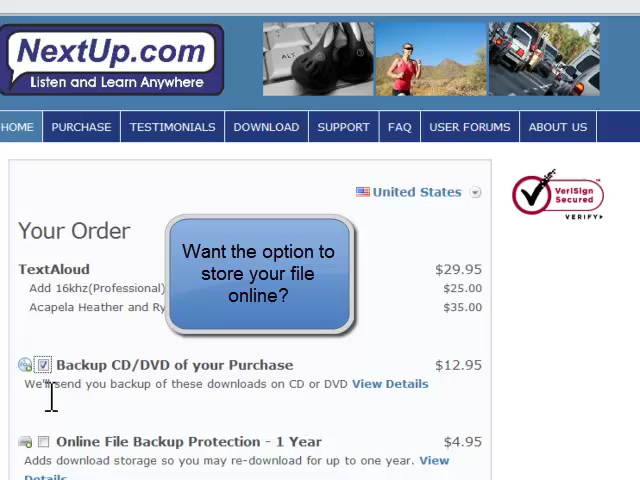 NextUp.com
Listen and Learn Anywhere
ALT
HOME PURCHASE TESTIMONIALS DOWNLOAD SUPPORT FAQ USER FORUMS ABOUT US
United States
VeriSign
Secured
VERIFY
Your Order
Want the option to
store your file
online?
TextAloud $29.95
Add 16khz(Professional) $25.00
Acapela Heather and Ry $35.00
Backup CD/DVD of your Purchase $12.95
We'll send you backup of these downloads on CD or DVD View Details
Online File Backup Protection - 1 Year $4.95
Adds download storage so you may re-download for up to one year. View
Details